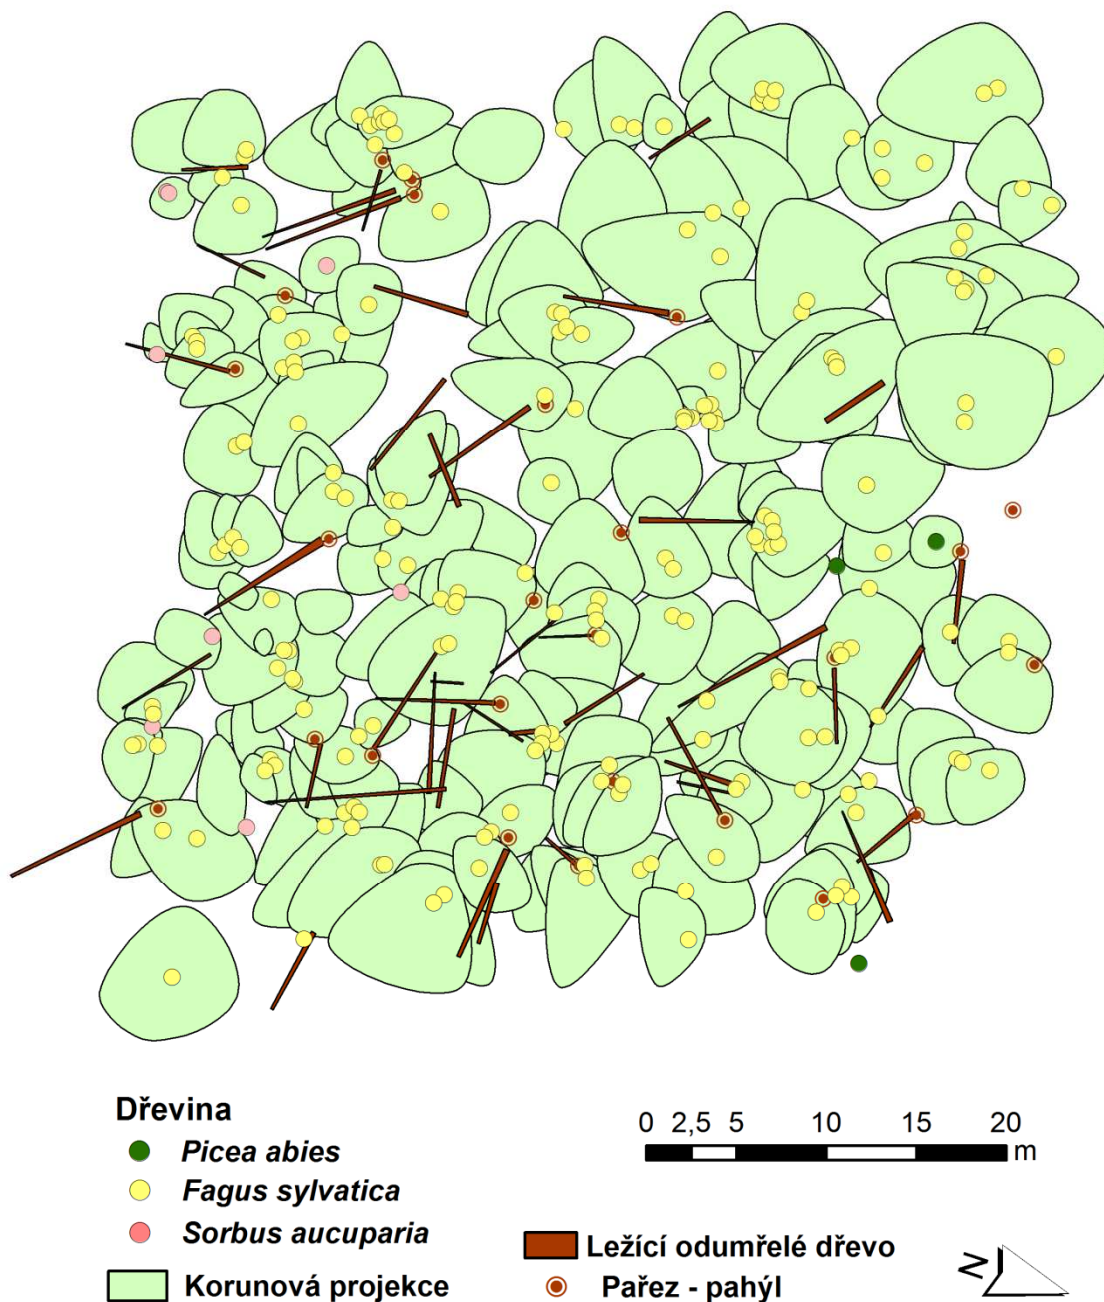 Dřevina
Picea abies
Fagus sylvatica
Sorbus aucuparia
Korunová projekce
0 2,5 5 10 15 20
m
Ležící odumřelé dřevo
Pařez - pahýl
N